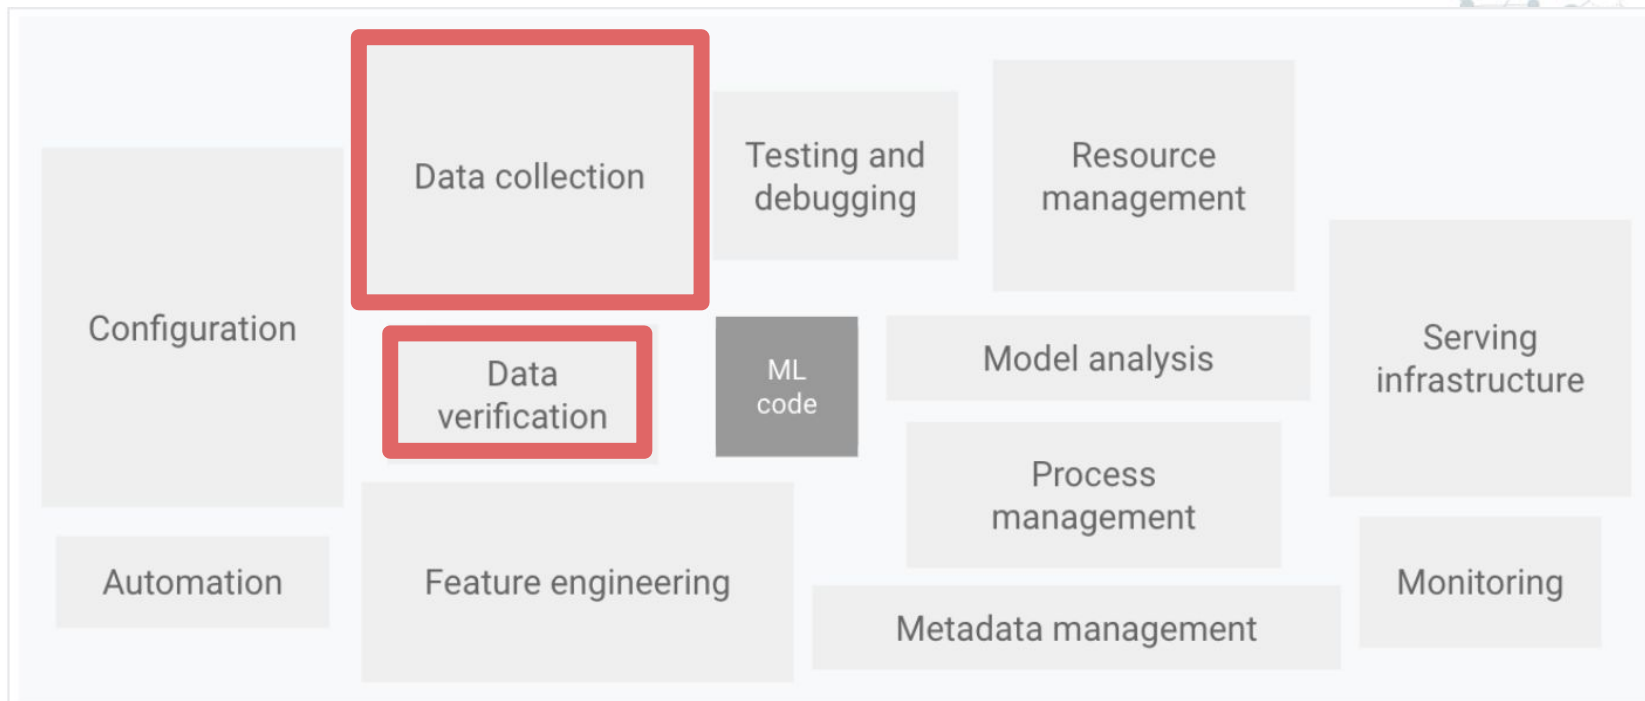 Data collection
Testing and
debugging
Resource
management
Configuration
Data
verification
ML
code
Model analysis
Serving
infrastructure
Process
management
Automation
Feature engineering
Metadata management
Monitoring